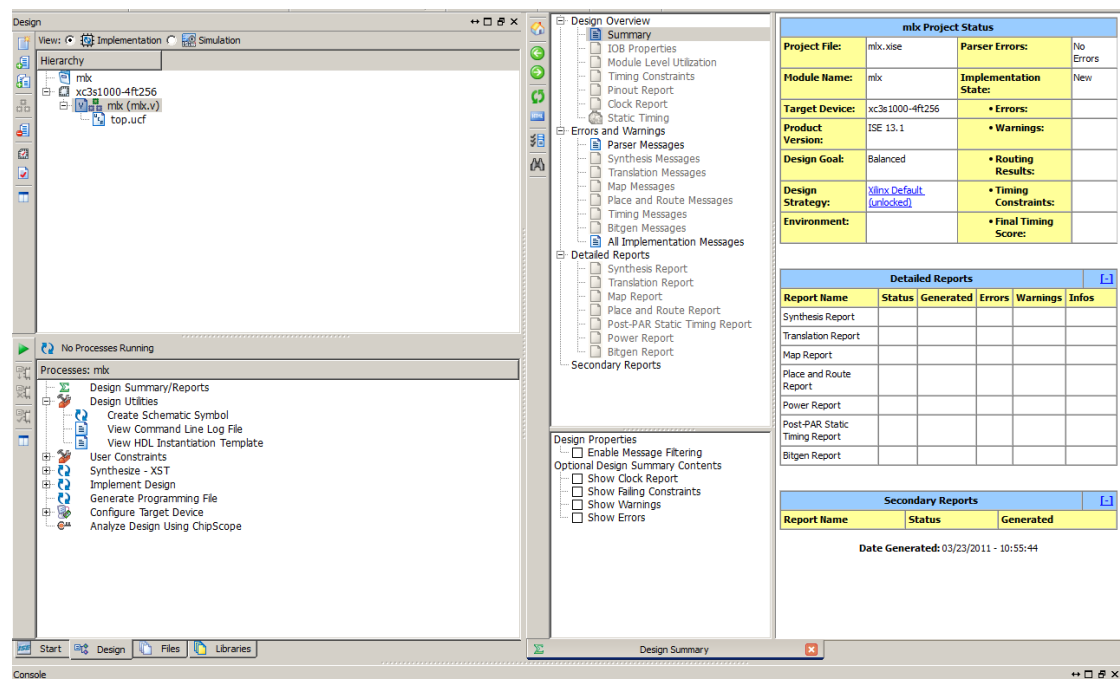 Design
View: Implementation Simulation
Hierarchy
mlx
xc3s1000-4ft256
mlx (mlx.v)
top.ucf
No Processes Running
Processes: mlx
Design Summary/Reports
Design Utilities
Create Schematic Symbol
View Command Line Log File
View HDL Instantiation Template
User Constraints
Synthesize - XST
Implement Design
Generate Programming File
Configure Target Device
Analyze Design Using ChipScope
Start Design Files Libraries
Console
Design Overview
Summary
IOB Properties
Module Level Utilization
Timing Constraints
Pinout Report
Clock Report
Static Timing
Errors and Warnings
Parser Messages
Synthesis Messages
Translation Messages
Map Messages
Place and Route Messages
Timing Messages
Bitgen Messages
All Implementation Messages
Detailed Reports
Synthesis Report
Translation Report
Map Report
Place and Route Report
Post-PAR Static Timing Report
Power Report
Bitgen Report
Secondary Reports
Design Properties
Enable Message Filtering
Optional Design Summary Contents
Show Clock Report
Show Failing Constraints
Show Warnings
Show Errors
Design Summary
mlx Project Status
Project File: mlx.xise Parser Errors: No
Errors
Module Name: mlx Implementation New
State:
Target Device: xc3s1000-4ft256 • Errors:
Product ISE 13.1 • Warnings:
Version:
Design Goal: Balanced • Routing
Results:
Design Xilinx Default • Timing
Strategy: (unlocked) Constraints:
Environment: • Final Timing
Score:
Detailed Reports [-]
Report Name Status Generated Errors Warnings Infos
Synthesis Report
Translation Report
Map Report
Place and Route
Report
Power Report
Post-PAR Static
Timing Report
Bitgen Report
Secondary Reports [-]
Report Name Status Generated
Date Generated: 03/23/2011 - 10:55:44